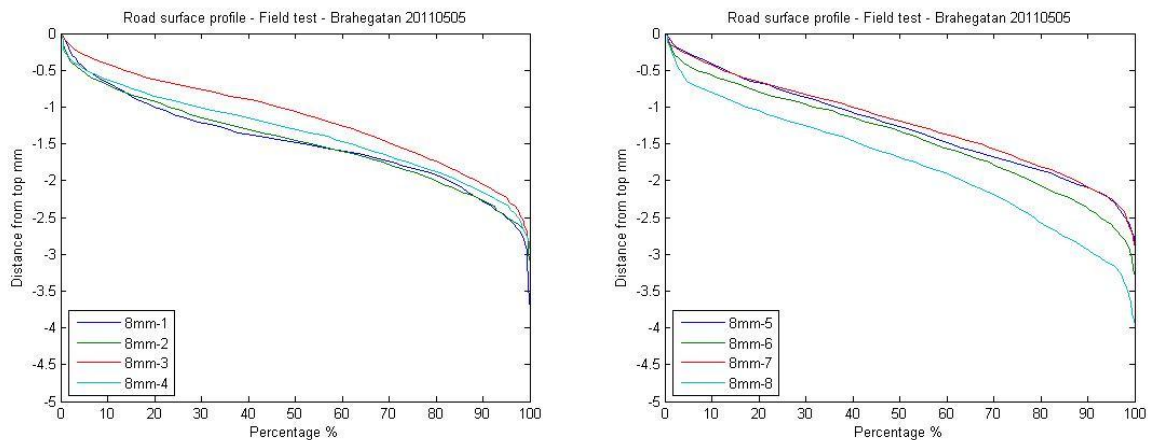 Road surface profile - Field test - Brahegatan 20110505
0
-0.5
-1
-1.5
-2
-2.5
-3
-3.5
-4
-4.5
-5
Distance from top mm
8mm-1
8mm-2
8mm-3
8mm-4
0 10 20 30 40 50 60 70 80 90 100
Percentage %
Road surface profile - Field test - Brahegatan 20110505
0
-0.5
-1
-1.5
-2
-2.5
-3
-3.5
-4
-4.5
-5
Distance from top mm
8mm-5
8mm-6
8mm-7
8mm-8
0 10 20 30 40 50 60 70 80 90 100
Percentage %